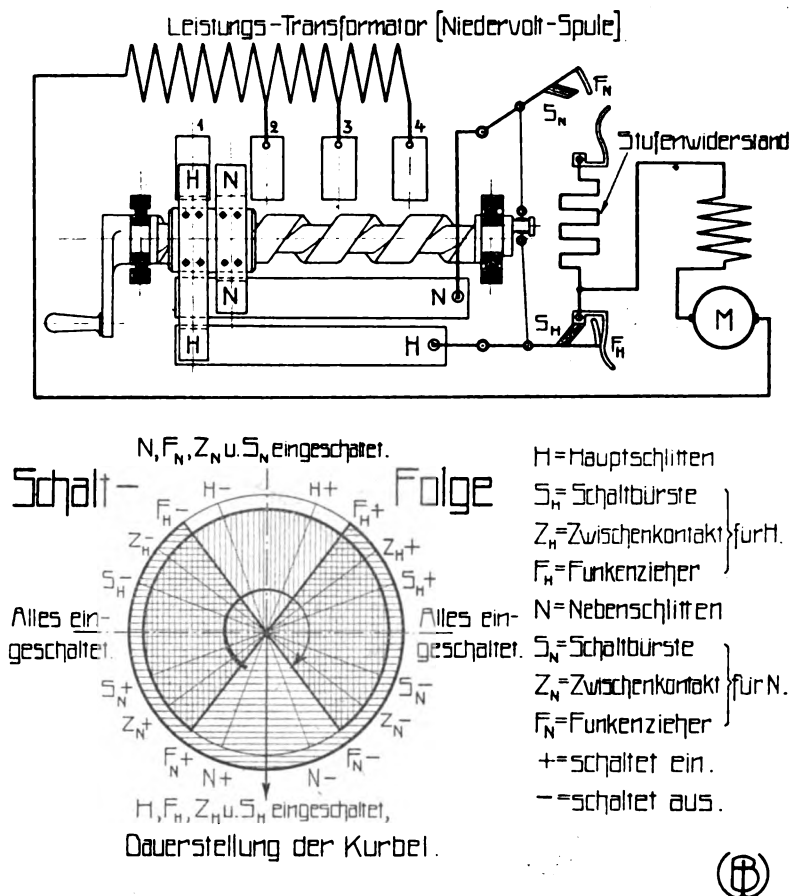 Leistungs-Transformator [Niedervolt-Spule]
1 2 3 4
F_N
S_N
Stufenwiderstand
H N
N N
H H
S_H
F_H
M
N, F_N, Z_N u. S_N eingeschaltet.
Schalt-Folge
H- H+
F_H- F_H+
Z_H- Z_H+
S_H- S_H+
Alles ein-
geschaltet.
Alles ein-
geschaltet.
S_N+ S_N-
Z_N+ Z_N-
F_N+ F_N-
N+ N-
H, F_H, Z_H u. S_H eingeschaltet,
Dauerstellung der Kurbel.
H=Hauptschlitten
S_H=Schaltbürste
Z_H=Zwischenkontakt für H.
F_H=Funkenzieher
N=Nebenschlitten
S_N=Schaltbürste
Z_N=Zwischenkontakt für N.
F_N=Funkenzieher
+=schaltet ein.
-=schaltet aus.